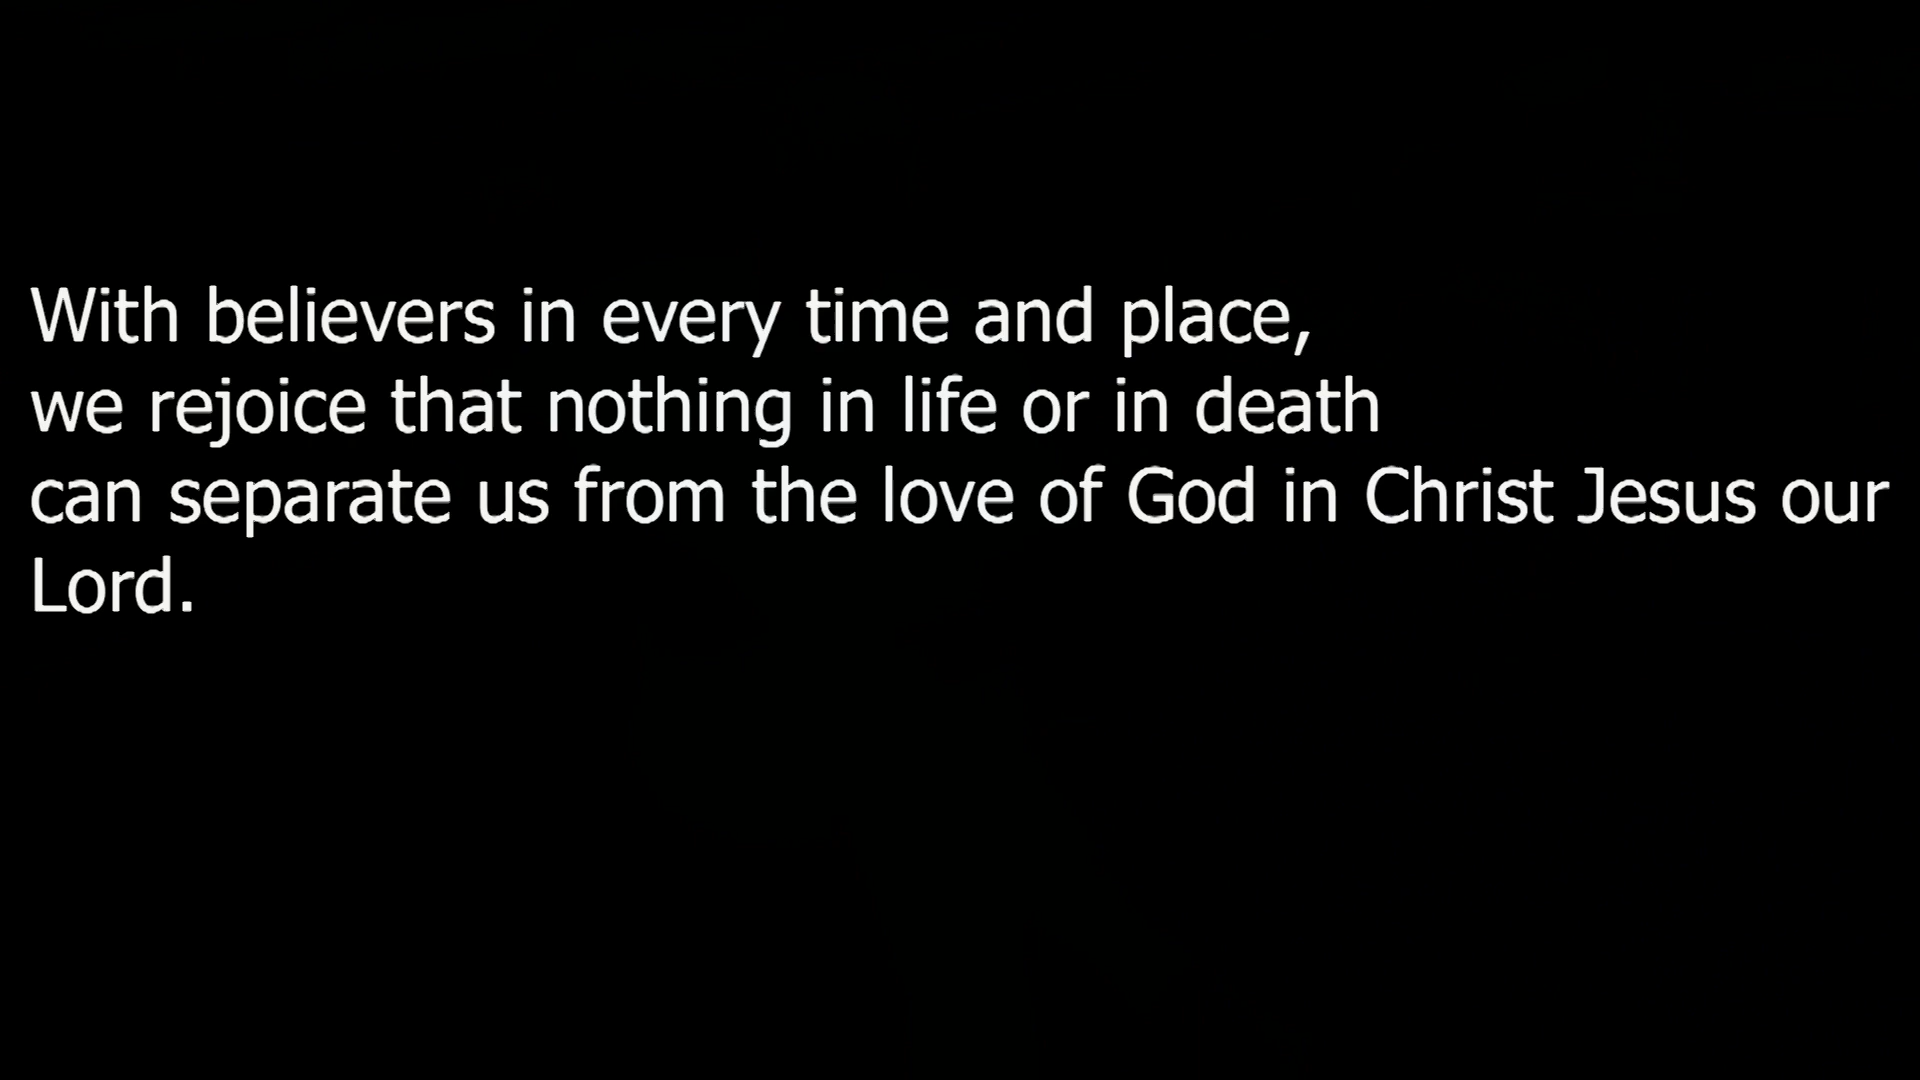 With believers in every time and place,
we rejoice that nothing in life or in death
can separate us from the love of God in Christ Jesus our
Lord.